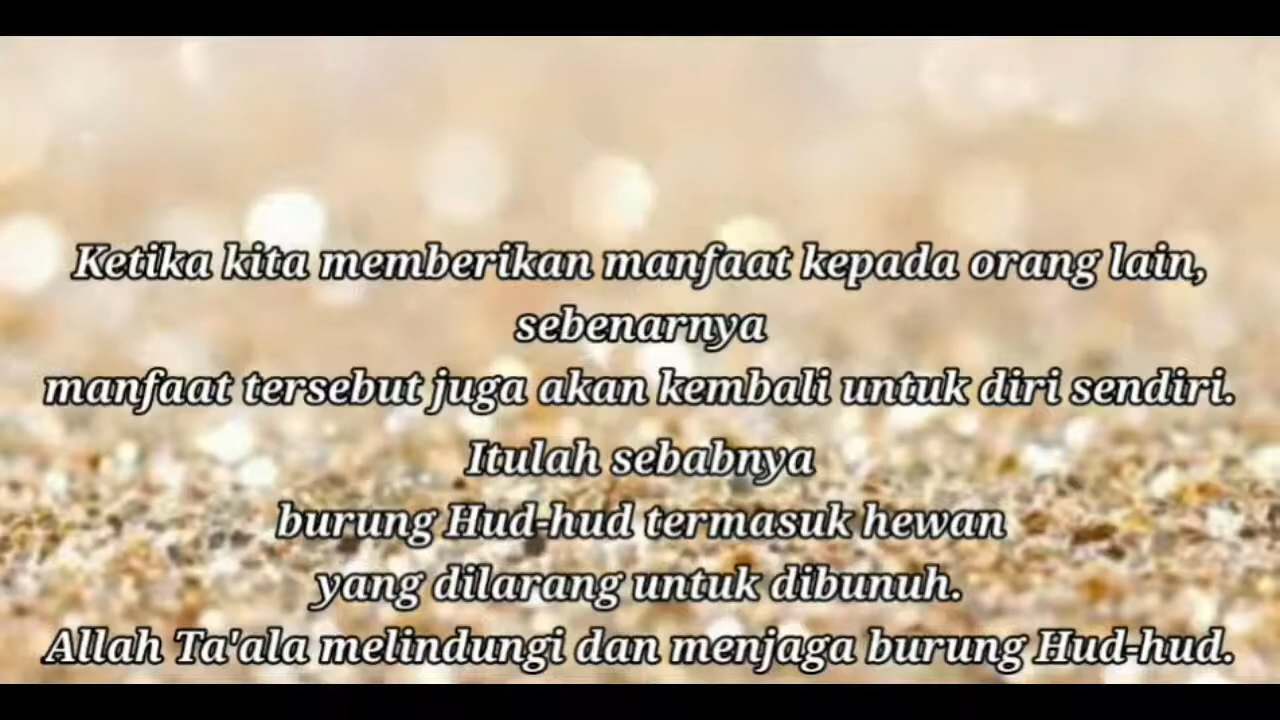 Ketika kita memberikan manfaat kepada orang lain,
sebenarnya
manfaat tersebut juga akan kembali untuk diri sendiri.
Itulah sebabnya
burung Hud-hud termasuk hewan
yang dilarang untuk dibunuh.
Allah Ta'ala melindungi dan menjaga burung Hud-hud.